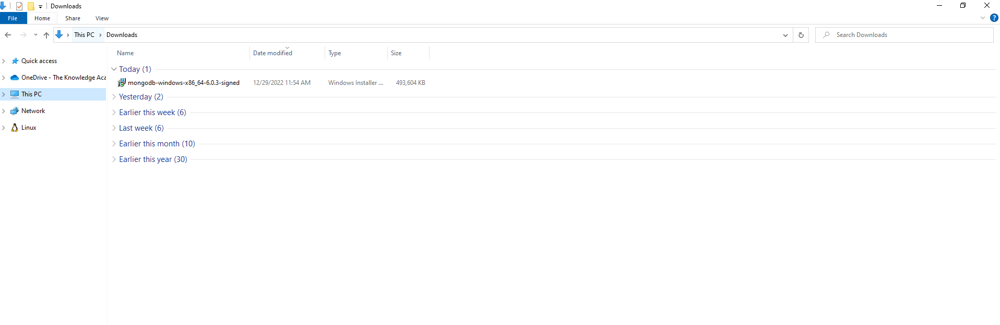 Downloads
File Home Share View ?
This PC Downloads Search Downloads
Name Date modified Type Size
Quick access
Today (1)
OneDrive - The Knowledge Aca
mongodb-windows-x86_64-6.0.3-signed 12/29/2022 11:54 AM Windows Installer ... 493,604 KB
This PC
Yesterday (2)
Network
Earlier this week (6)
Linux
Last week (6)
Earlier this month (10)
Earlier this year (30)